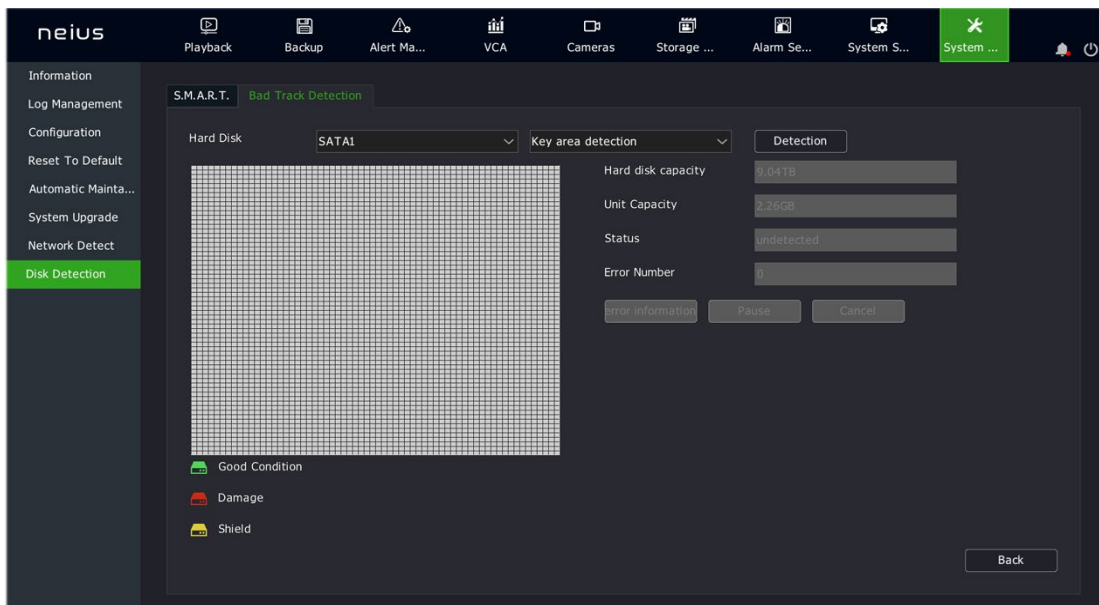 neius
Playback Backup Alert Ma... VCA Cameras Storage ... Alarm Se... System S... System ...
Information
Log Management
Configuration
Reset To Default
Automatic Mainta...
System Upgrade
Network Detect
Disk Detection
S.M.A.R.T. Bad Track Detection
Hard Disk SATA1 Key area detection Detection
Hard disk capacity 9.04TB
Unit Capacity 2.26GB
Status undetected
Error Number 0
error information Pause Cancel
Good Condition
Damage
Shield
Back